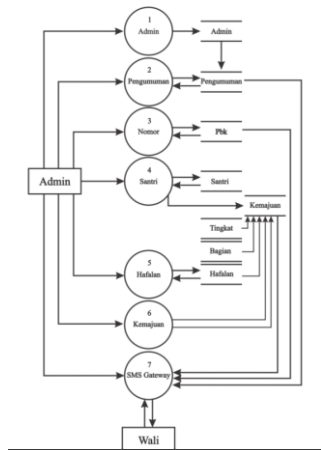 1
Admin
Admin
2
Pengumuman
Pengumuman
3
Nomor
Pbk
4
Santri
Santri
Admin
Kemajuan
Tingkat
Bagian
5
Hafalan
Hafalan
6
Kemajuan
7
SMS Gateway
Wali